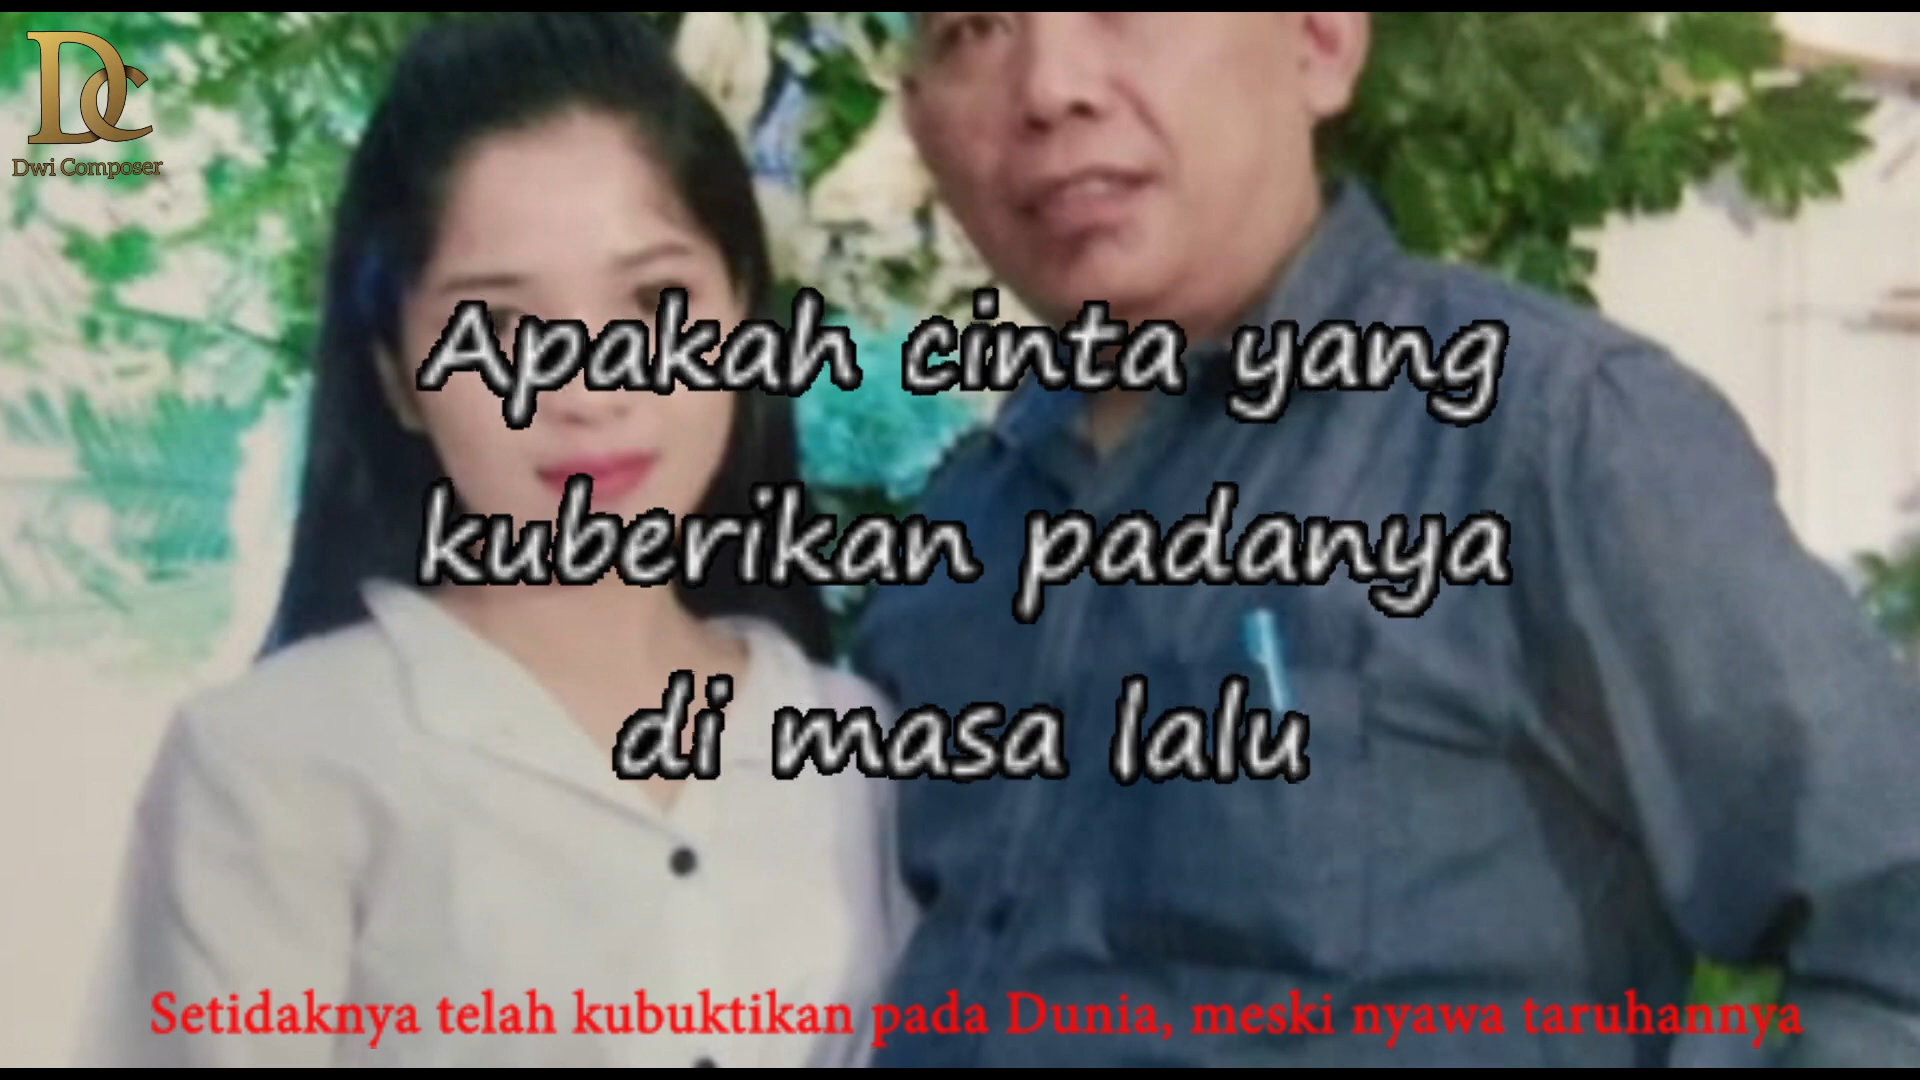 DC
Dwi Composer
Apakah cinta yang
kuberikan padanya
di masa lalu
Setidaknya telah kubuktikan pada Dunia, meski nyawa taruhannya